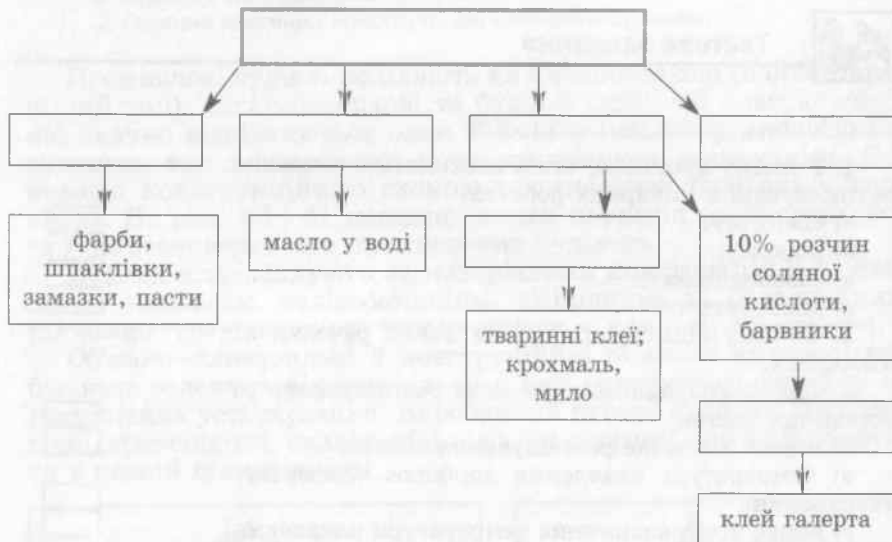 фарби,
шпаклівки,
замазки, пасти
масло у воді
10% розчин
соляної
кислоти,
барвники
тваринні клеї;
крохмаль,
мило
клей галерта